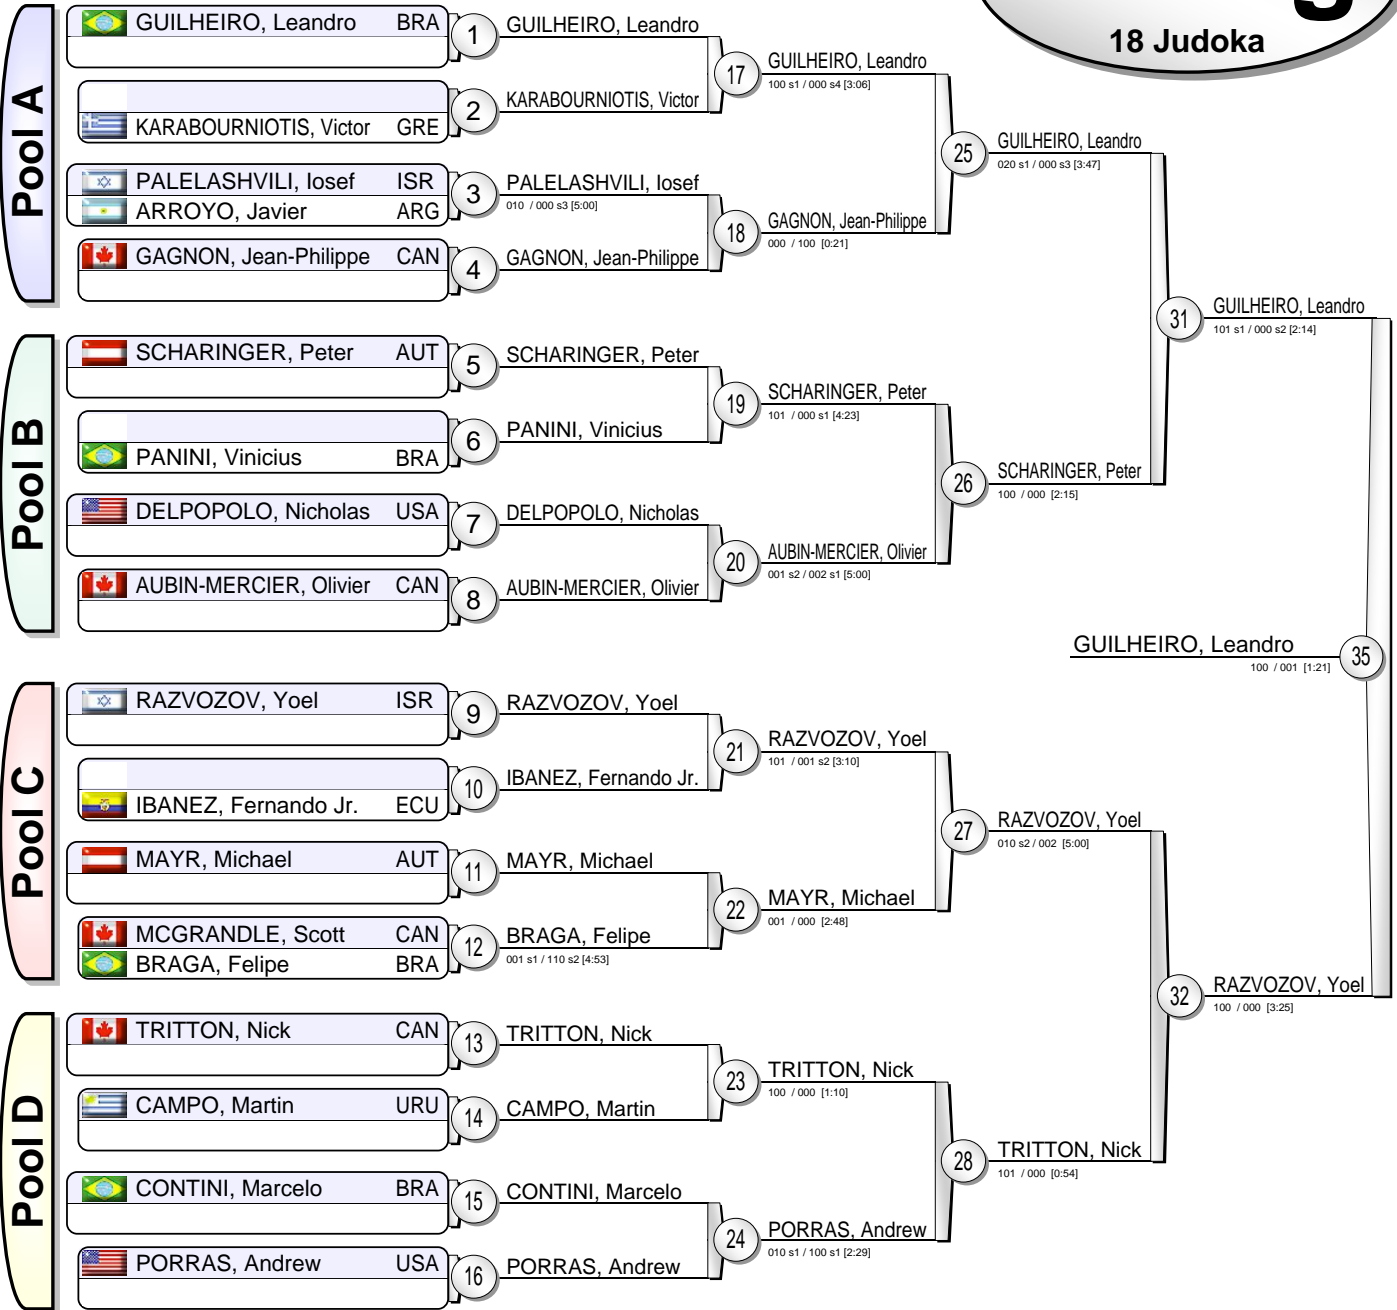 18 Judoka
Pool A
GUILHEIRO, Leandro BRA
1
GUILHEIRO, Leandro
KARABOURNIOTIS, Victor GRE
2
KARABOURNIOTIS, Victor
17
GUILHEIRO, Leandro
100 s1 / 000 s4 [3:06]
PALELASHVILI, Iosef ISR
ARROYO, Javier ARG
3
PALELASHVILI, Iosef
010 / 000 s3 [5:00]
GAGNON, Jean-Philippe CAN
4
GAGNON, Jean-Philippe
18
GAGNON, Jean-Philippe
000 / 100 [0:21]
25
GUILHEIRO, Leandro
020 s1 / 000 s3 [3:47]
Pool B
SCHARINGER, Peter AUT
5
SCHARINGER, Peter
6
PANINI, Vinicius
PANINI, Vinicius BRA
19
SCHARINGER, Peter
101 / 000 s1 [4:23]
DELPOPOLO, Nicholas USA
7
DELPOPOLO, Nicholas
AUBIN-MERCIER, Olivier CAN
8
AUBIN-MERCIER, Olivier
20
AUBIN-MERCIER, Olivier
001 s2 / 002 s1 [5:00]
26
SCHARINGER, Peter
100 / 000 [2:15]
31
GUILHEIRO, Leandro
101 s1 / 000 s2 [2:14]
GUILHEIRO, Leandro
100 / 001 [1:21]
35
Pool C
RAZVOZOV, Yoel ISR
9
RAZVOZOV, Yoel
10
IBANEZ, Fernando Jr.
IBANEZ, Fernando Jr. ECU
21
RAZVOZOV, Yoel
101 / 001 s2 [3:10]
MAYR, Michael AUT
11
MAYR, Michael
MCGRANDLE, Scott CAN
BRAGA, Felipe BRA
12
BRAGA, Felipe
001 s1 / 110 s2 [4:53]
22
MAYR, Michael
001 / 000 [2:48]
27
RAZVOZOV, Yoel
010 s2 / 002 [5:00]
Pool D
TRITTON, Nick CAN
13
TRITTON, Nick
CAMPO, Martin URU
14
CAMPO, Martin
23
TRITTON, Nick
100 / 000 [1:10]
CONTINI, Marcelo BRA
15
CONTINI, Marcelo
PORRAS, Andrew USA
16
PORRAS, Andrew
24
PORRAS, Andrew
010 s1 / 100 s1 [2:29]
28
TRITTON, Nick
101 / 000 [0:54]
32
RAZVOZOV, Yoel
100 / 000 [3:25]